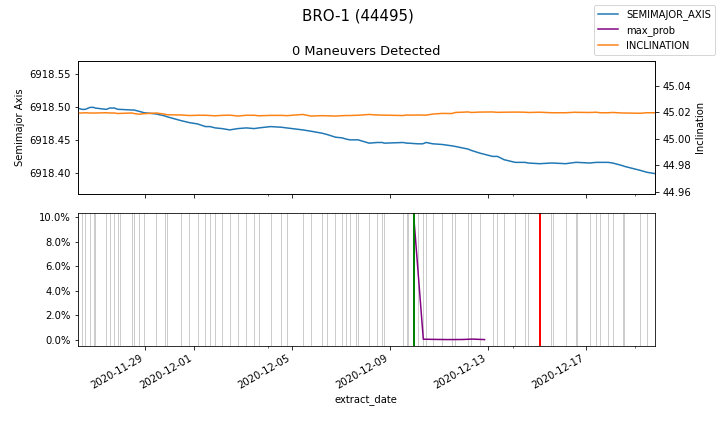 BRO-1 (44495)
SEMIMAJOR_AXIS
max_prob
INCLINATION
0 Maneuvers Detected
Semimajor Axis
6918.55
6918.50
6918.45
6918.40
45.04
45.02
45.00
44.98
44.96
Inclination
10.0%
8.0%
6.0%
4.0%
2.0%
0.0%
2020-11-29
2020-12-01
2020-12-05
2020-12-09
2020-12-13
2020-12-17
extract_date